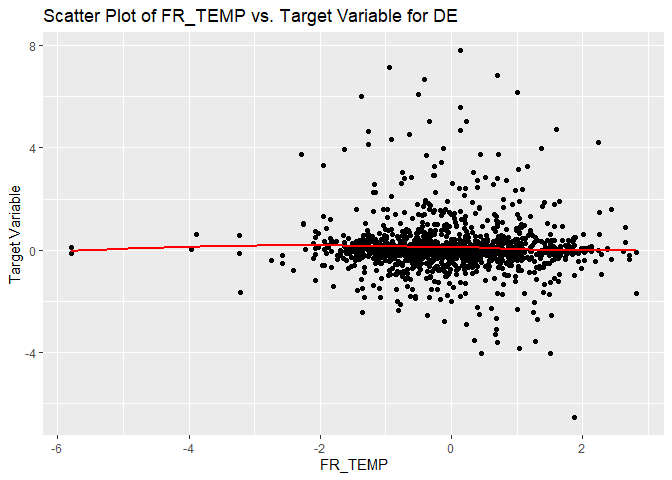 Scatter Plot of FR_TEMP vs. Target Variable for DE
8
4
0
-4
Target Variable
-6 -4 -2 0 2
FR_TEMP